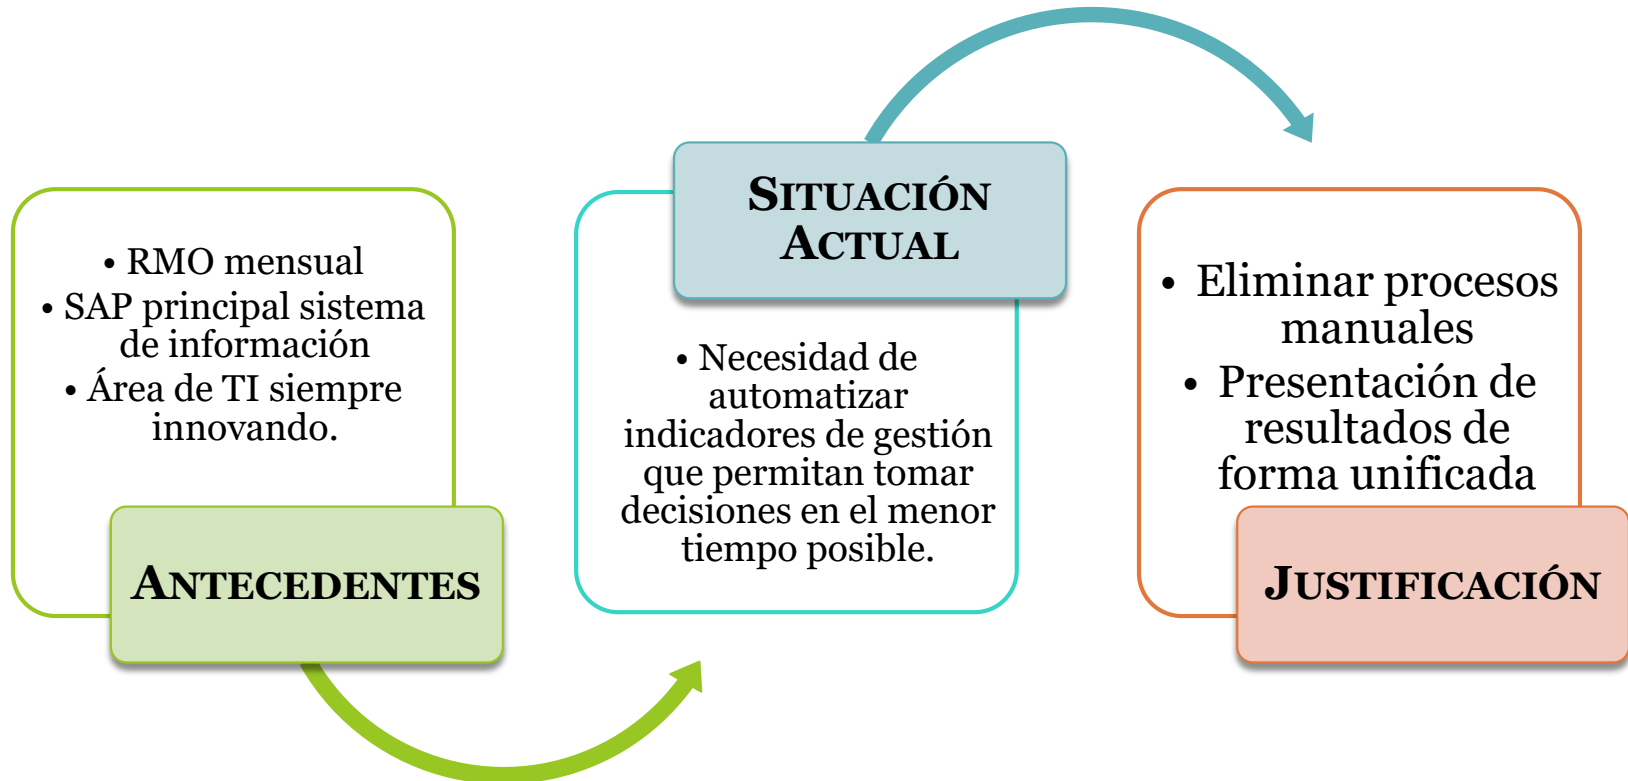 • RMO mensual
• SAP principal sistema
de información
• Área de TI siempre
innovando.
ANTECEDENTES
SITUACIÓN
ACTUAL
• Necesidad de
automatizar
indicadores de gestión
que permitan tomar
decisiones en el menor
tiempo posible.
• Eliminar procesos
manuales
• Presentación de
resultados de
forma unificada
JUSTIFICACIÓN